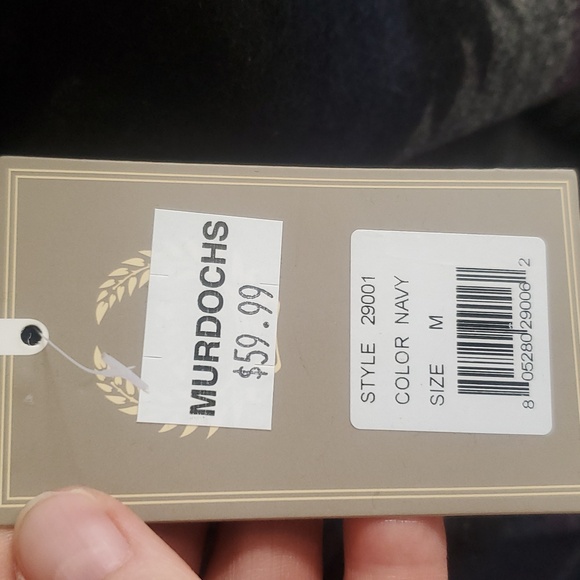 MURDOCHS
$59.99
STYLE 29001
COLOR NAVY
SIZE M
8 05280 29006 2